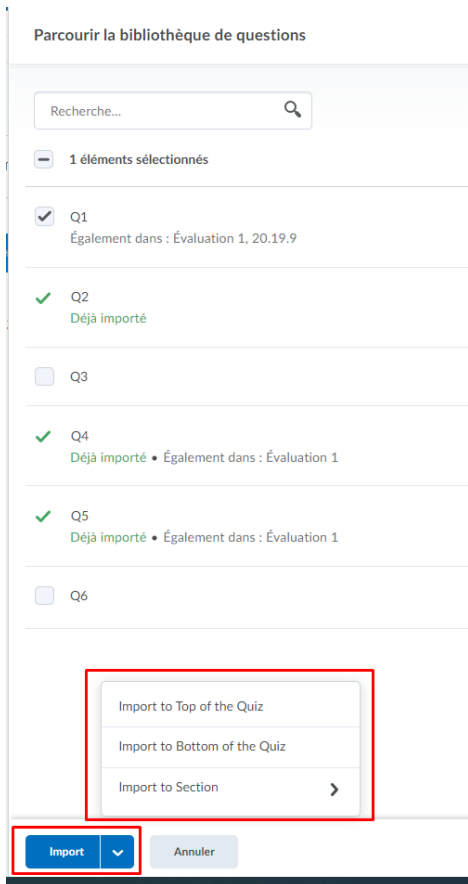 Parcourir la bibliothèque de questions
Recherche...
1 éléments sélectionnés
Q1
Également dans : Évaluation 1, 20.19.9
Q2
Déjà importé
Q3
Q4
Déjà importé • Également dans : Évaluation 1
Q5
Déjà importé • Également dans : Évaluation 1
Q6
Import to Top of the Quiz
Import to Bottom of the Quiz
Import to Section
Import
Annuler